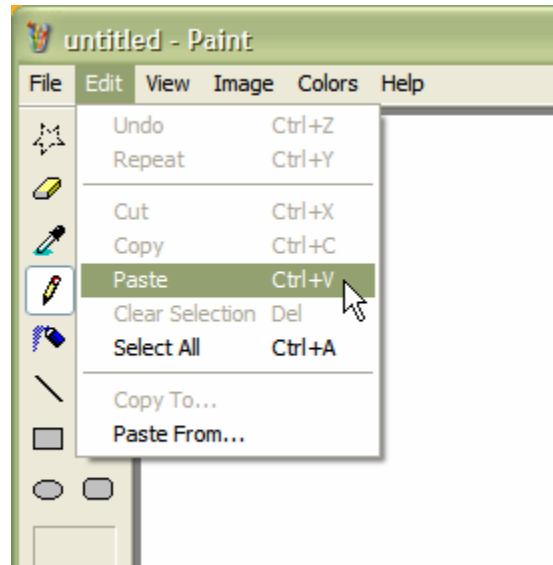 untitled - Paint
File Edit View Image Colors Help
Undo Ctrl+Z
Repeat Ctrl+Y
Cut Ctrl+X
Copy Ctrl+C
Paste Ctrl+V
Clear Selection Del
Select All Ctrl+A
Copy To...
Paste From...